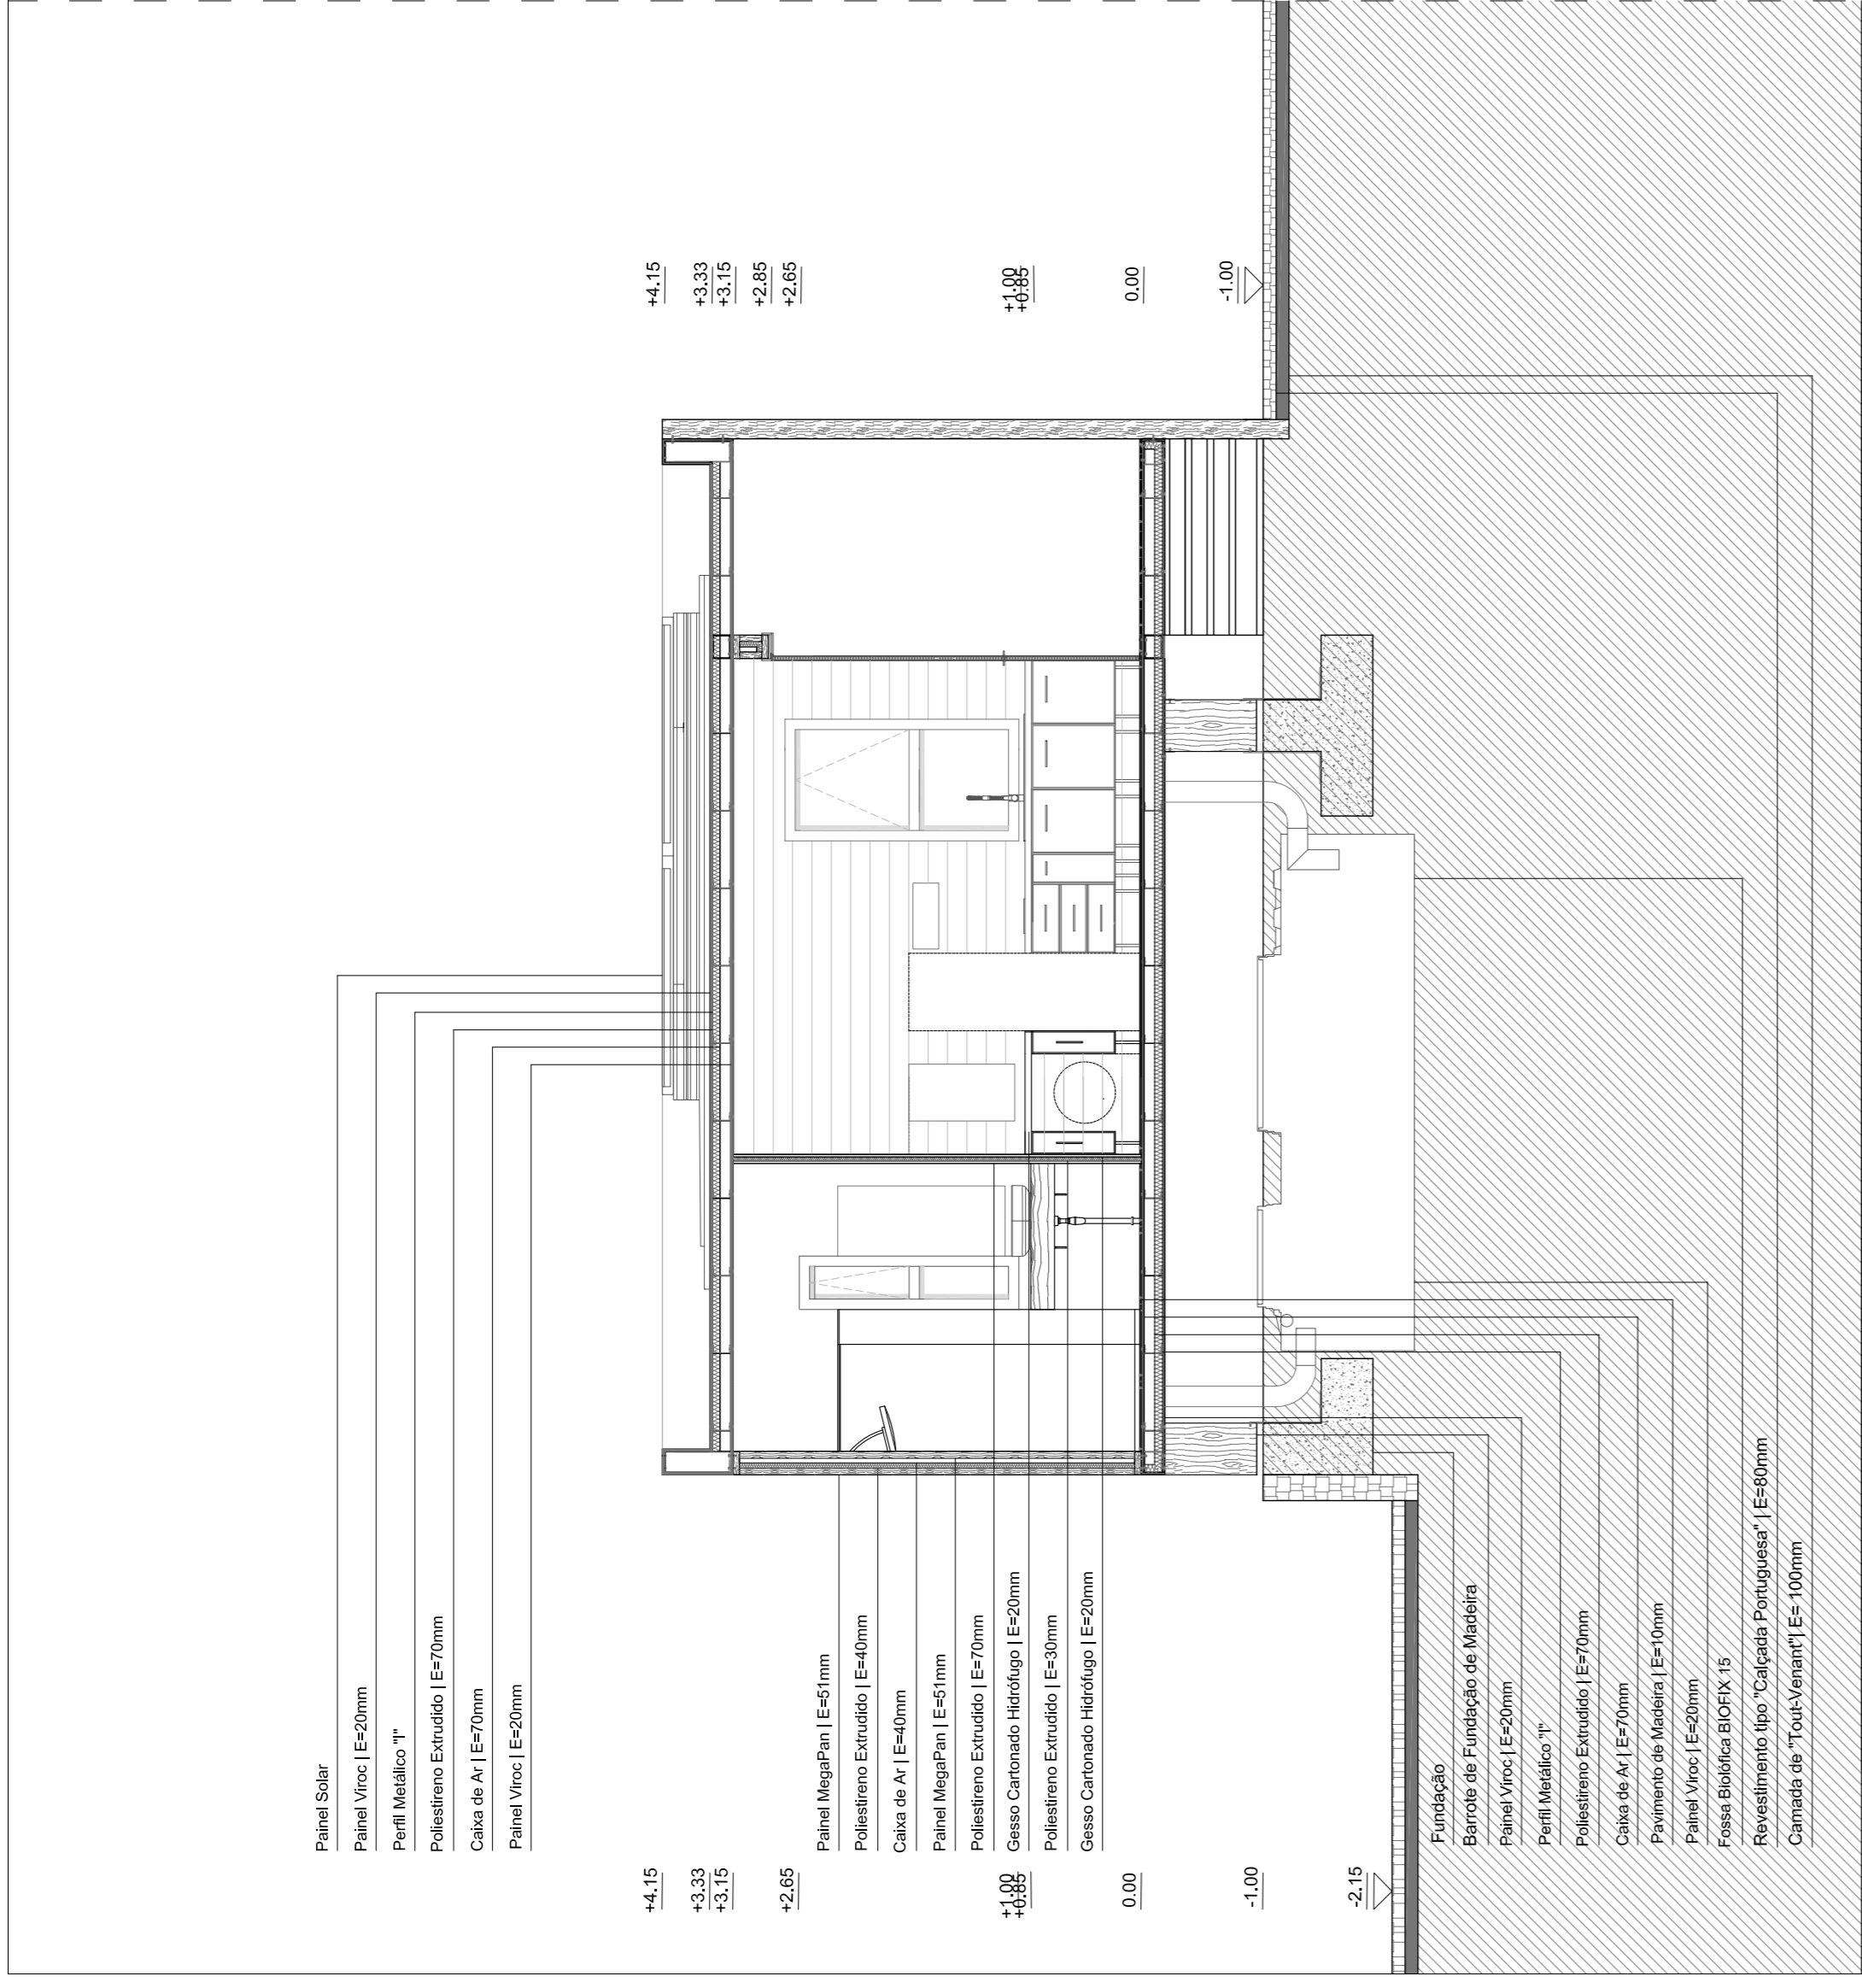 Painel Solar
Painel Viroc | E=20mm
Perfil Metálico "I"
Poliestireno Extrudido | E=70mm
Caixa de Ar | E=70mm
Painel Viroc | E=20mm
Painel MegaPan | E=51mm
Poliestireno Extrudido | E=40mm
Caixa de Ar | E=40mm
Painel MegaPan | E=51mm
Poliestireno Extrudido | E=70mm
Gesso Cartonado Hidrófugo | E=20mm
Poliestireno Extrudido | E=30mm
Gesso Cartonado Hidrófugo | E=20mm
Fundação
Barrote de Fundação de Madeira
Painel Viroc | E=20mm
Perfil Metálico "I"
Poliestireno Extrudido | E=70mm
Caixa de Ar | E=70mm
Pavimento de Madeira | E=10mm
Painel Viroc | E=20mm
Fossa Biolófica BIOFIX 15
Revestimento tipo "Calçada Portuguesa" | E=80mm
Camada de "Tout-Venant"| E= 100mm
+4.15
+3.33
+3.15
+2.65
+1.00
+0.85
0.00
-1.00
-2.15
+4.15
+3.33
+3.15
+2.85
+2.65
+1.00
+0.85
0.00
-1.00